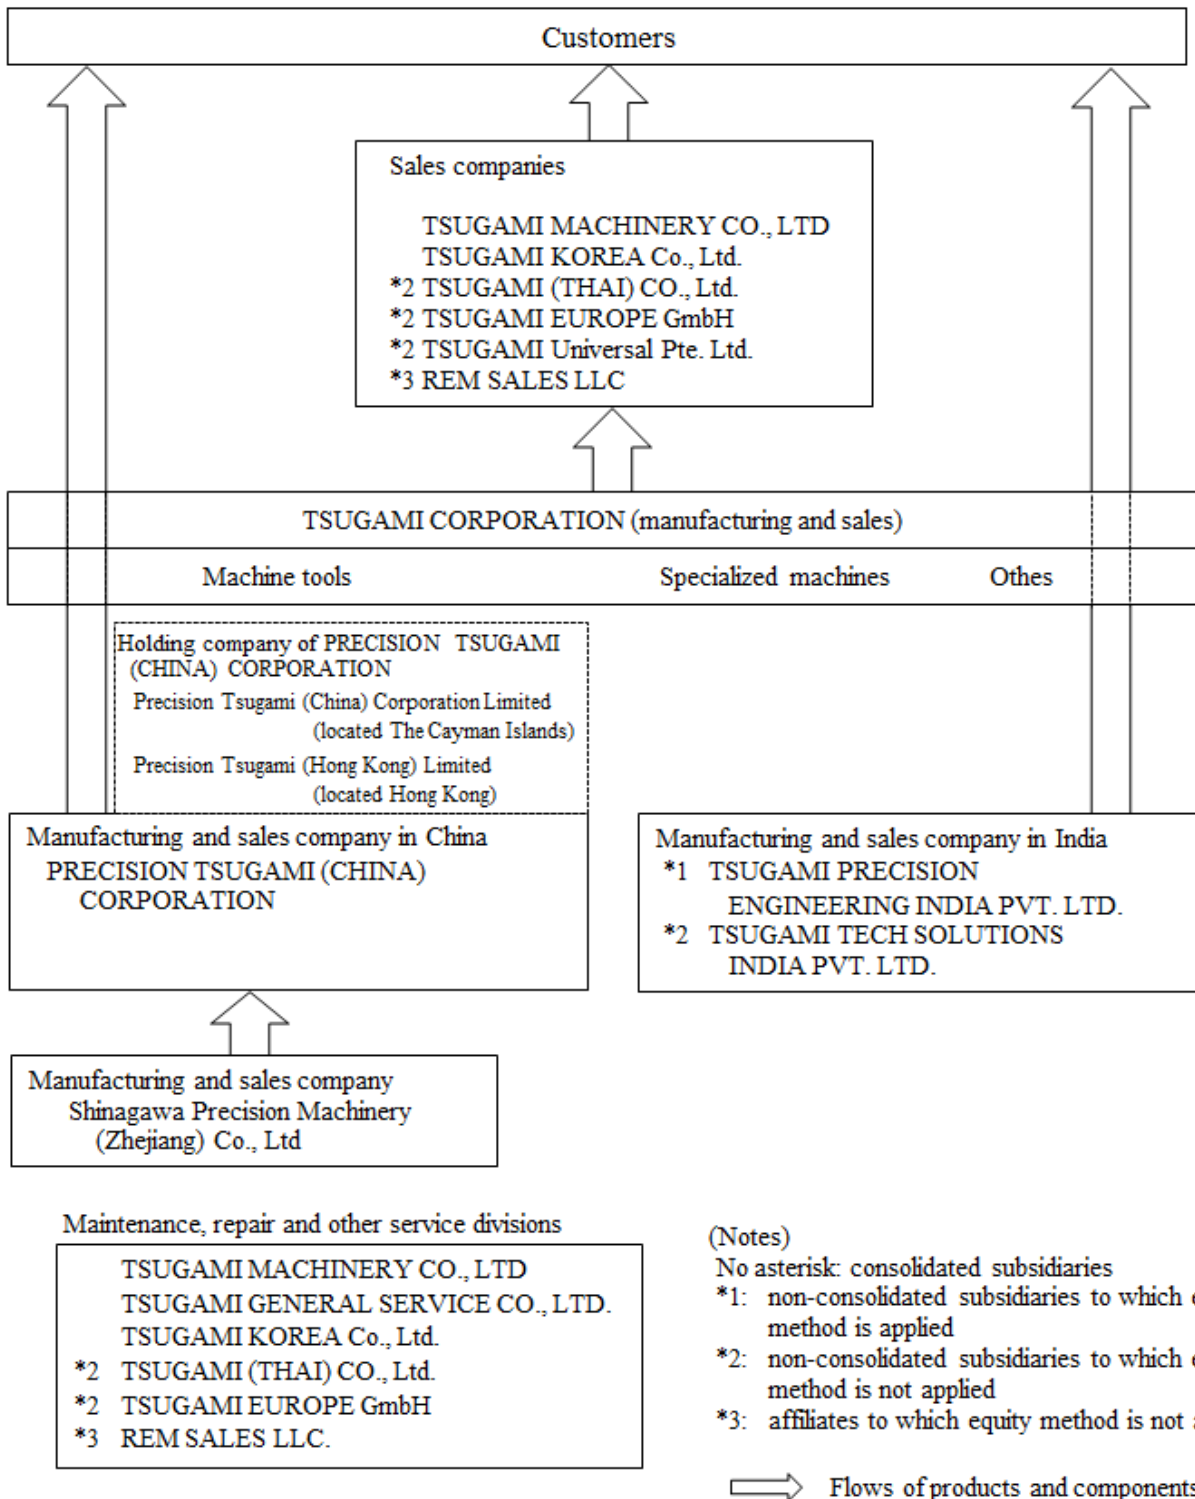 Customers
Sales companies
TSUGAMI MACHINERY CO., LTD
TSUGAMI KOREA Co., Ltd.
*2 TSUGAMI (THAI) CO., Ltd.
*2 TSUGAMI EUROPE GmbH
*2 TSUGAMI Universal Pte. Ltd.
*3 REM SALES LLC
TSUGAMI CORPORATION (manufacturing and sales)
Machine tools Specialized machines Othes
Holding company of PRECISION TSUGAMI
(CHINA) CORPORATION
Precision Tsugami (China) Corporation Limited
(located The Cayman Islands)
Precision Tsugami (Hong Kong) Limited
(located Hong Kong)
Manufacturing and sales company in China
PRECISION TSUGAMI (CHINA)
CORPORATION
Manufacturing and sales company in India
*1 TSUGAMI PRECISION
ENGINEERING INDIA PVT. LTD.
*2 TSUGAMI TECH SOLUTIONS
INDIA PVT. LTD.
Manufacturing and sales company
Shinagawa Precision Machinery
(Zhejiang) Co., Ltd
Maintenance, repair and other service divisions
TSUGAMI MACHINERY CO., LTD
TSUGAMI GENERAL SERVICE CO., LTD.
TSUGAMI KOREA Co., Ltd.
*2 TSUGAMI (THAI) CO., Ltd.
*2 TSUGAMI EUROPE GmbH
*3 REM SALES LLC.
(Notes)
No asterisk: consolidated subsidiaries
*1: non-consolidated subsidiaries to which
method is applied
*2: non-consolidated subsidiaries to which
method is not applied
*3: affiliates to which equity method is not
Flows of products and components